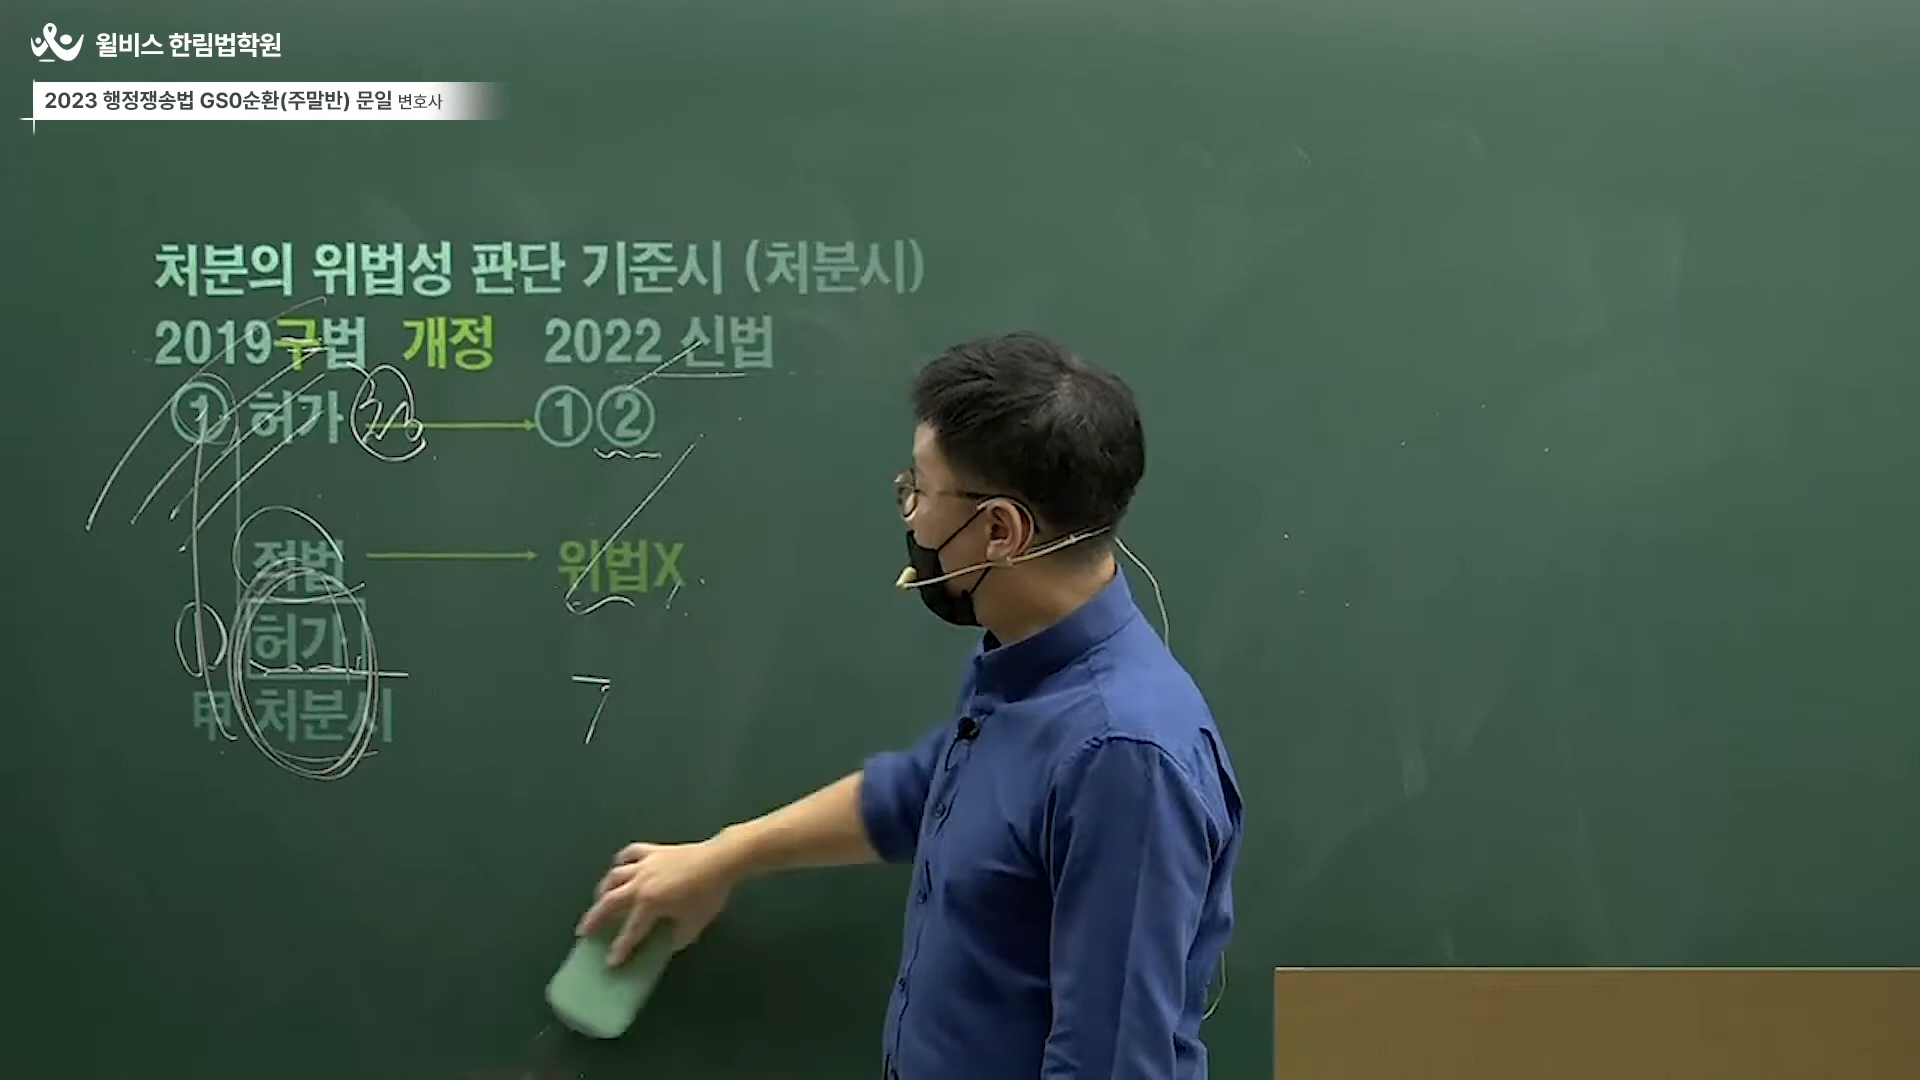 윌비스 한림법학원
2023 행정쟁송법 GS0순환(주말반) 문일 변호사
처분의 위법성 판단 기준시 (처분시)
2019구법 개정 2022 신법
① 허가 ①②
적법 위법X
허가
甲 처분시